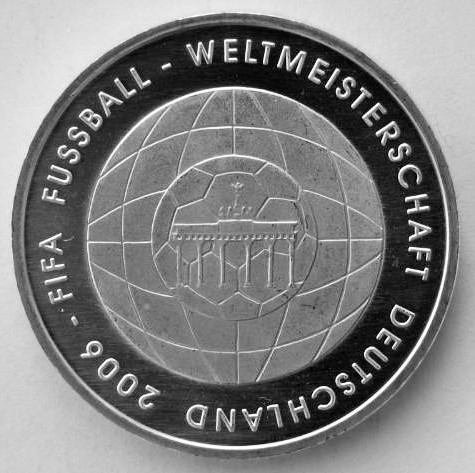 FIFA FUSSBALL - WELTMEISTERSCHAFT DEUTSCHLAND 2006 -